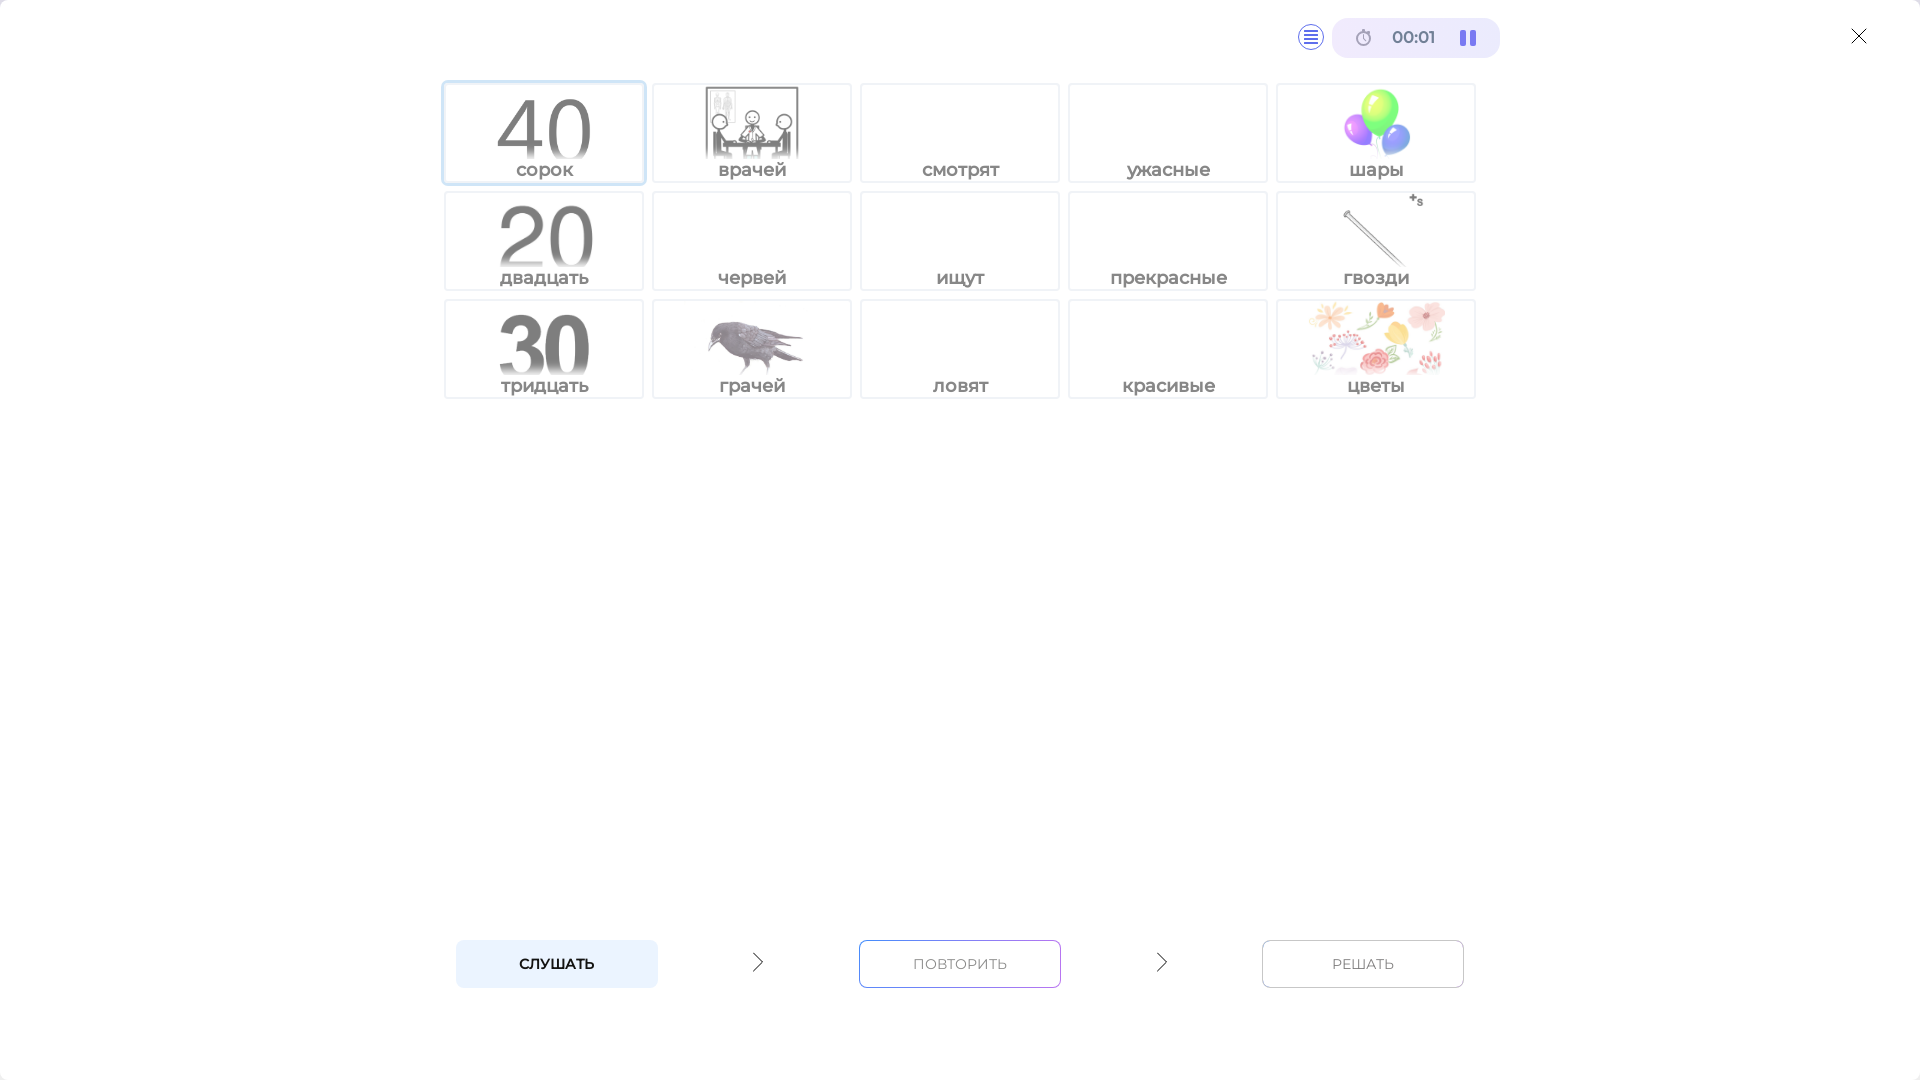 00:01
40
сорок
врачей
смотрят
ужасные
шары
20
двадцать
червей
ищут
прекрасные
+s
гвозди
30
тридцать
грачей
ловят
красивые
цветы
СЛУШАТЬ
ПОВТОРИТЬ
РЕШАТЬ